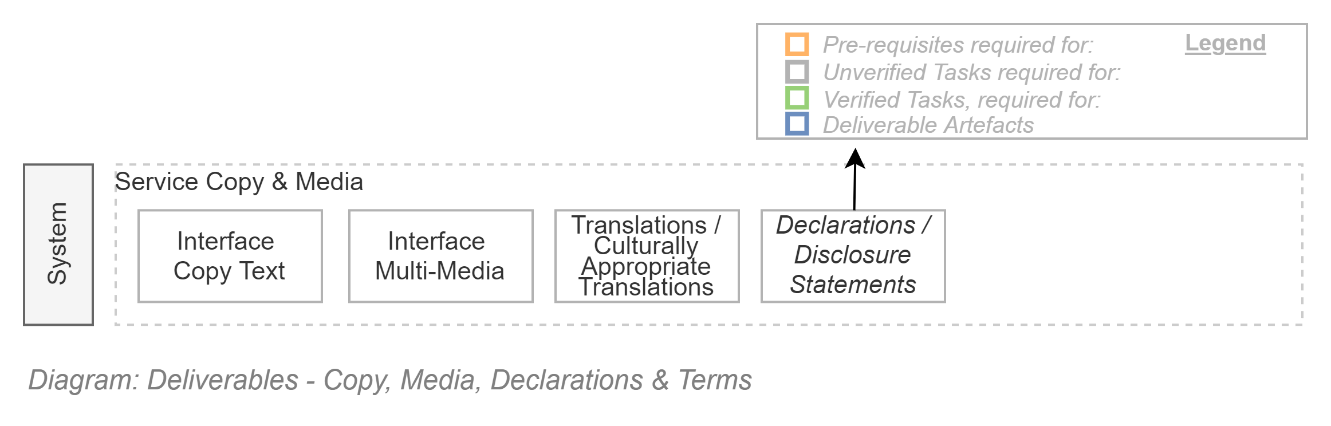 Legend
Pre-requisites required for:
Unverified Tasks required for:
Verified Tasks, required for:
Deliverable Artefacts
System
Service Copy & Media
Interface
Copy Text
Interface
Multi-Media
Translations /
Culturally
Appropriate
Translations
Declarations /
Disclosure
Statements
Diagram: Deliverables - Copy, Media, Declarations & Terms